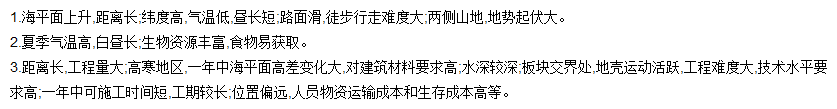 1.海平面上升,距离长;纬度高,气温低,昼长短;路面滑,徒步行走难度大,两侧山地,地势起伏大。
2.夏季气温高,白昼长;生物资源丰富,食物易获取。
3.距离长,工程量大;高寒地区,一年中海平面高差变化大,对建筑材料要求高;水深较深;板块交界处,地壳运动活跃,工程难度大,技术水平要
求高;一年中可施工时间短,工期较长;位置偏远,人员物资运输成本和生存成本高等。